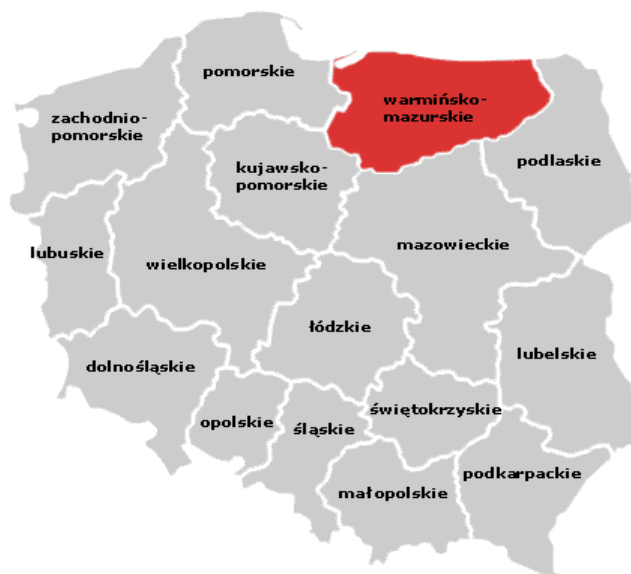 pomorskie
warmińsko-
mazurskie
zachodnio-
pomorskie
podlaskie
kujawsko-
pomorskie
mazowieckie
lubuskie
wielkopolskie
łódzkie
lubelskie
dolnośląskie
świętokrzyskie
opolskie
śląskie
podkarpackie
małopolskie